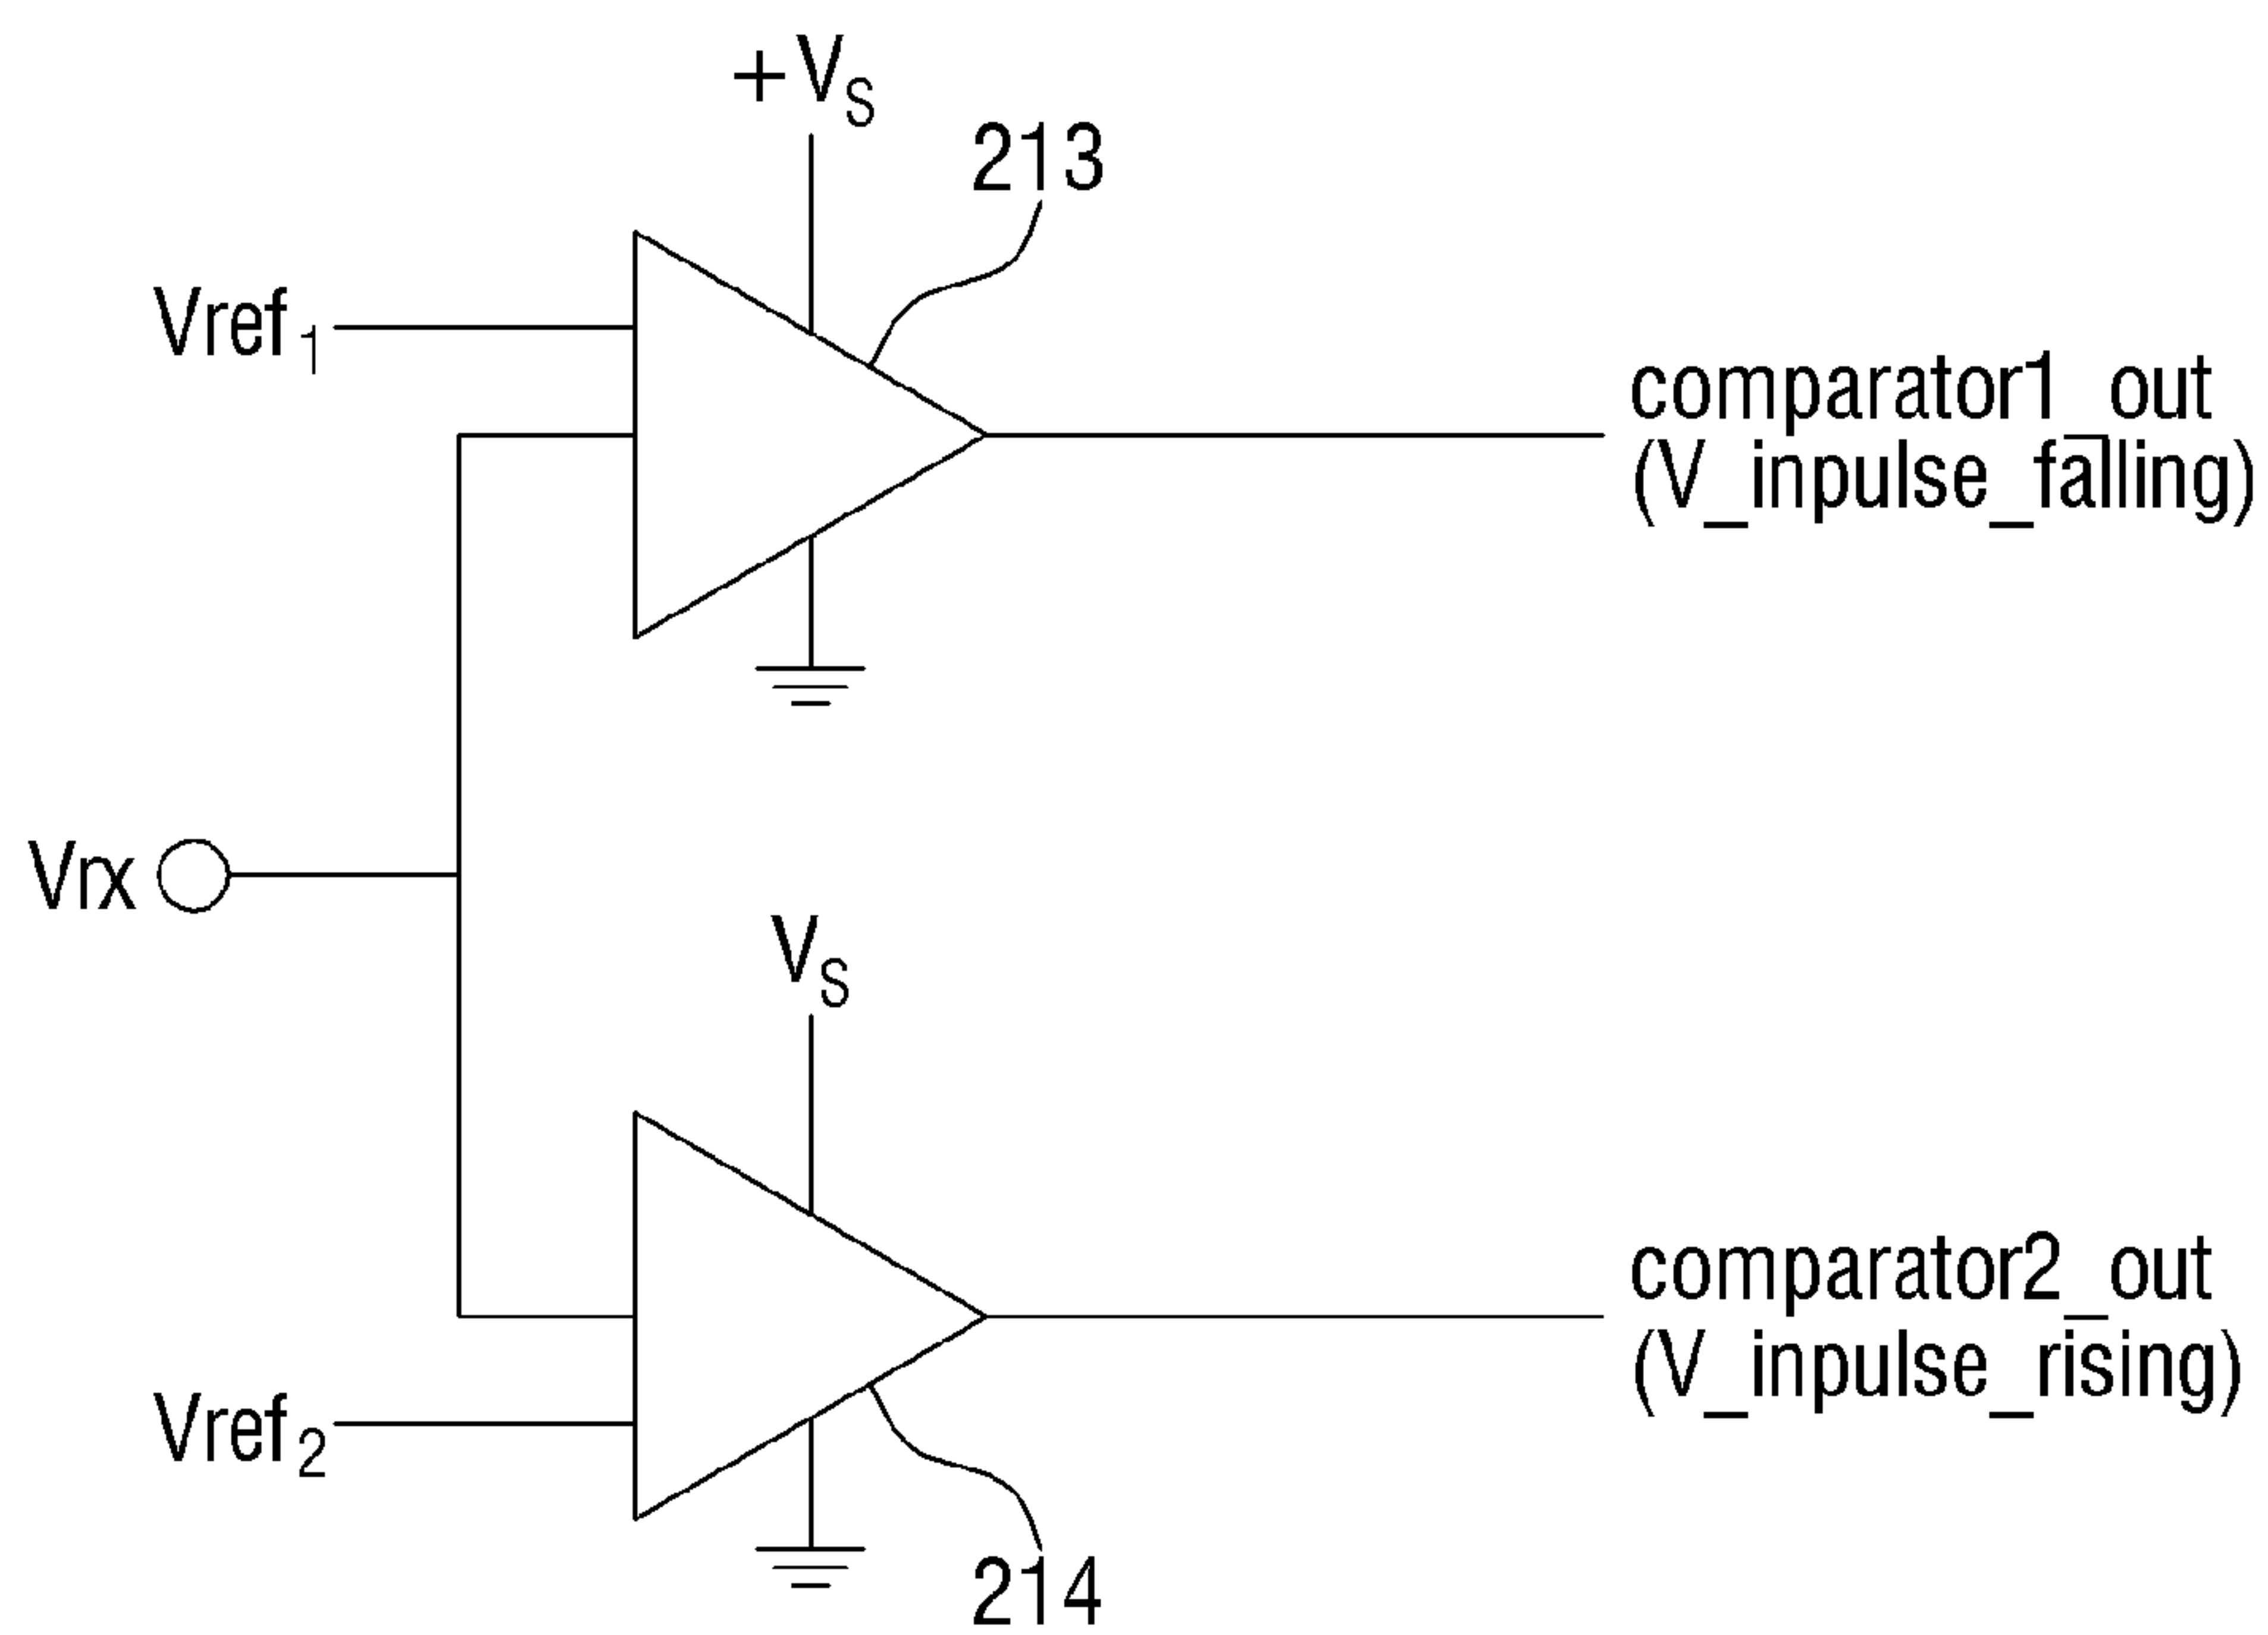 +VS
213
Vref1
comparator1_out
(V_inpulse_falling)
Vrx
VS
comparator2_out
(V_inpulse_rising)
Vref2
214